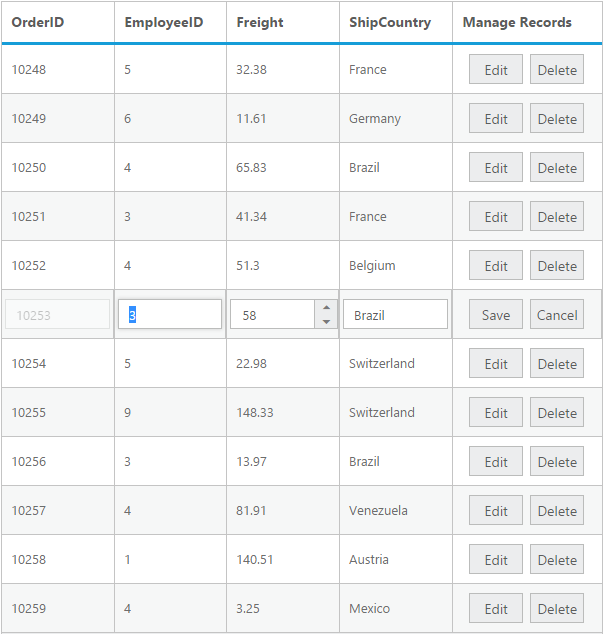 OrderID EmployeeID Freight ShipCountry Manage Records
10248 5 32.38 France Edit Delete
10249 6 11.61 Germany Edit Delete
10250 4 65.83 Brazil Edit Delete
10251 3 41.34 France Edit Delete
10252 4 51.3 Belgium Edit Delete
10253 3 58 Brazil Save Cancel
10254 5 22.98 Switzerland Edit Delete
10255 9 148.33 Switzerland Edit Delete
10256 3 13.97 Brazil Edit Delete
10257 4 81.91 Venezuela Edit Delete
10258 1 140.51 Austria Edit Delete
10259 4 3.25 Mexico Edit Delete